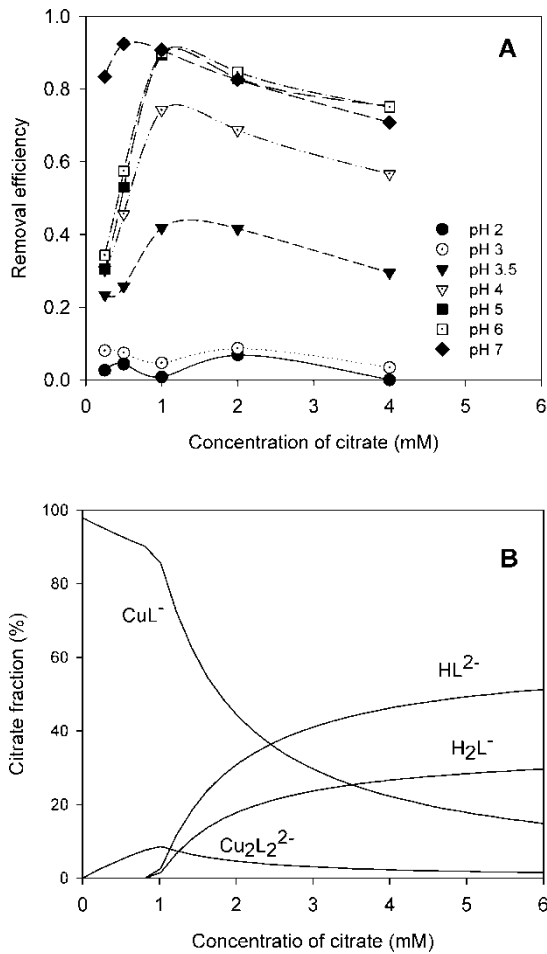 A
1.0
0.8
0.6
0.4
0.2
0.0
Removal efficiency
pH 2
pH 3
pH 3.5
pH 4
pH 5
pH 6
pH 7
0 1 2 3 4 5 6
Concentration of citrate (mM)
B
100
80
60
40
20
0
Citrate fraction (%)
CuL⁻
HL²⁻
H₂L⁻
Cu₂L₂²⁻
0 1 2 3 4 5 6
Concentratio of citrate (mM)